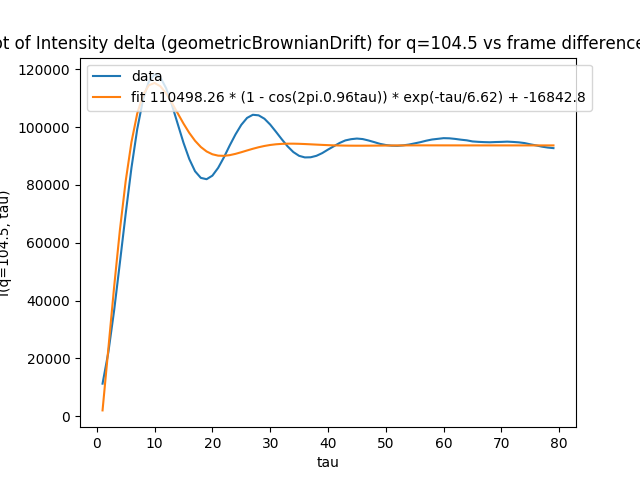 ot of Intensity delta (geometricBrownianDrift) for q=104.5 vs frame difference
data
fit 110498.26 * (1 - cos(2pi.0.96tau)) * exp(-tau/6.62) + -16842.8
120000
100000
80000
60000
40000
20000
0
I(q=104.5, tau)
0 10 20 30 40 50 60 70 80
tau